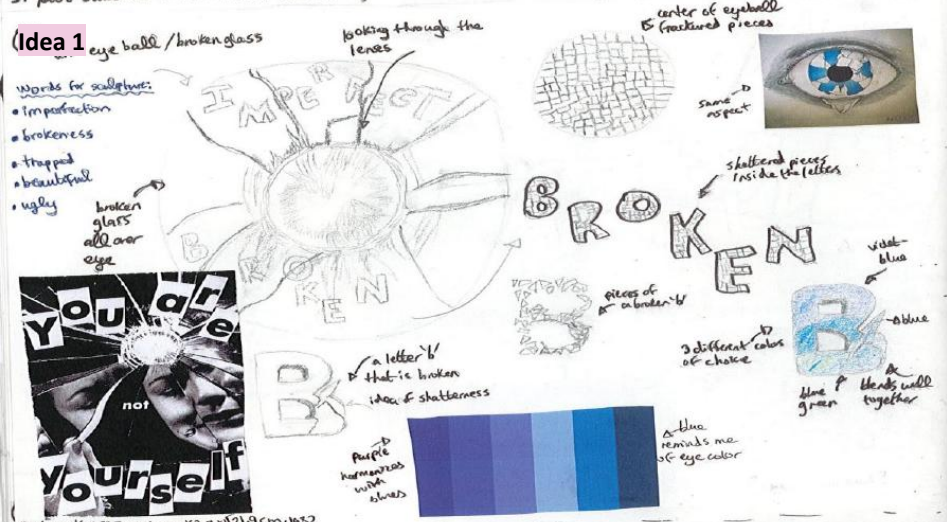 Idea 1
eye ball / broken glass
looking through the
lenses
center of eyeball
fractured pieces
Words for sculpture:
• imperfection
• brokeness
• trapped
• beautiful
• ugly
same
aspect
IMPERFECT
broken
glass
all over
eye
BROKEN
shattered pieces
inside the letters
BROKEN
You are
not
Yourself
B
a letter 'b'
that is broken
idea of shatterness
B
pieces of
a broken 'b'
3 different colors
of choice
B
violet-
blue
blue
blue
green
blends well
together
purple
harmonizes
with
blues
blue
reminds me
of eye color